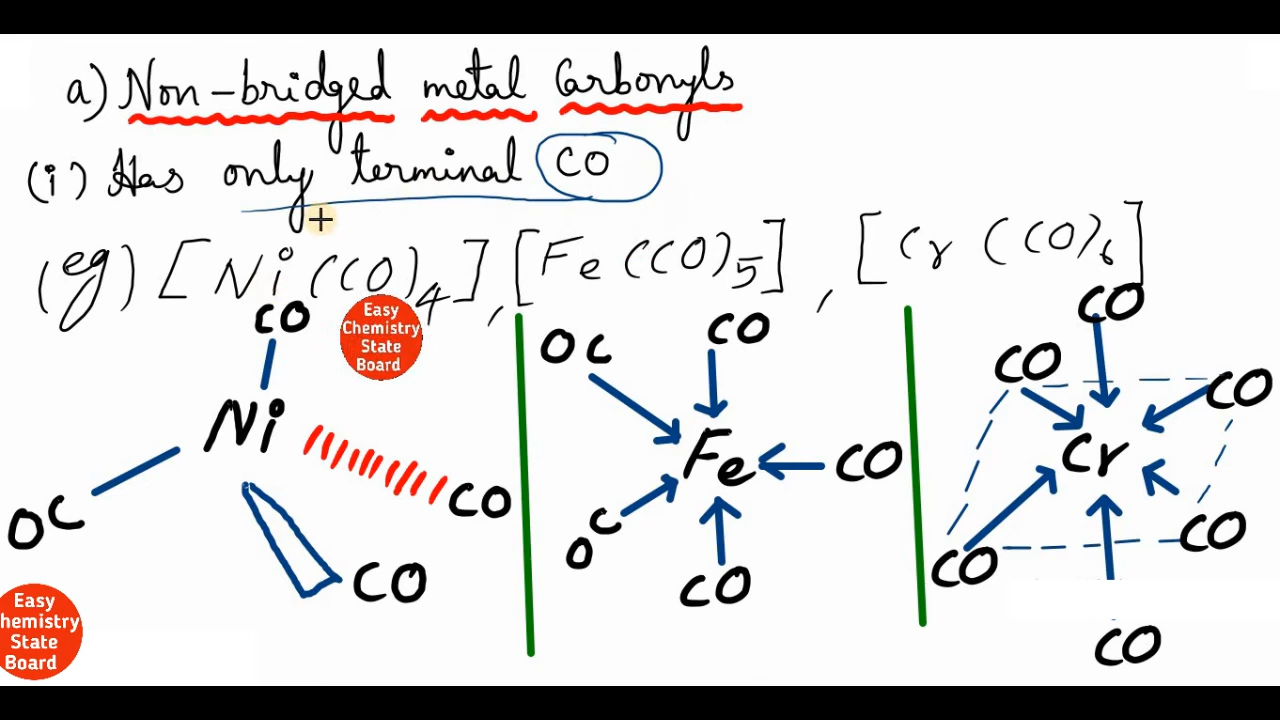 a) Non-bridged metal Carbonyls
(i) Has only terminal CO
(eg) [Ni(CO)4], [Fe(CO)5], [Cr(CO)6]
CO
Ni
OC
CO
CO
Easy
Chemistry
State
Board
OC
CO
Fe
CO
OC
CO
CO
CO
CO
Cr
CO
CO
CO
Easy
Chemistry
State
Board